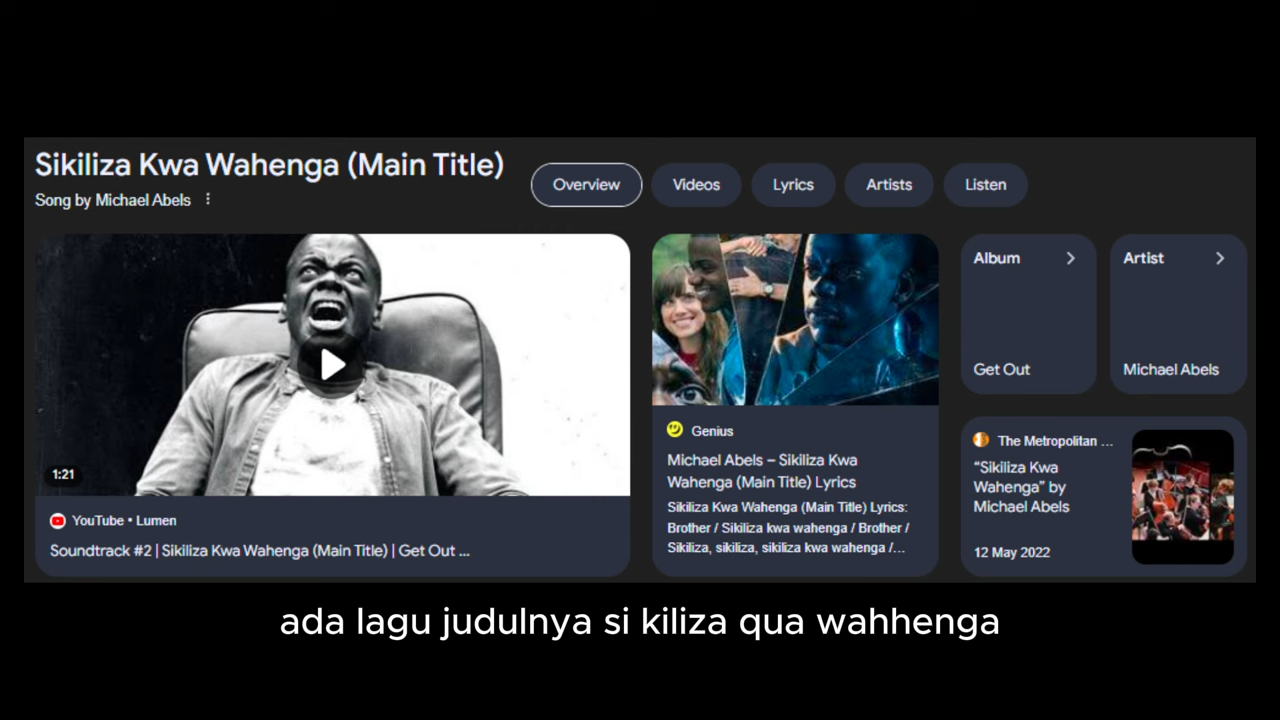 Sikiliza Kwa Wahenga (Main Title)
Song by Michael Abels
Overview
Videos
Lyrics
Artists
Listen
1:21
YouTube • Lumen
Soundtrack #2 | Sikiliza Kwa Wahenga (Main Title) | Get Out ...
Genius
Michael Abels – Sikiliza Kwa
Wahenga (Main Title) Lyrics
Sikiliza Kwa Wahenga (Main Title) Lyrics:
Brother / Sikiliza kwa wahenga / Brother /
Sikiliza, sikiliza, sikiliza kwa wahenga /...
Album
Get Out
Artist
Michael Abels
The Metropolitan ...
“Sikiliza Kwa
Wahenga” by
Michael Abels
12 May 2022
ada lagu judulnya si kiliza qua wahhenga